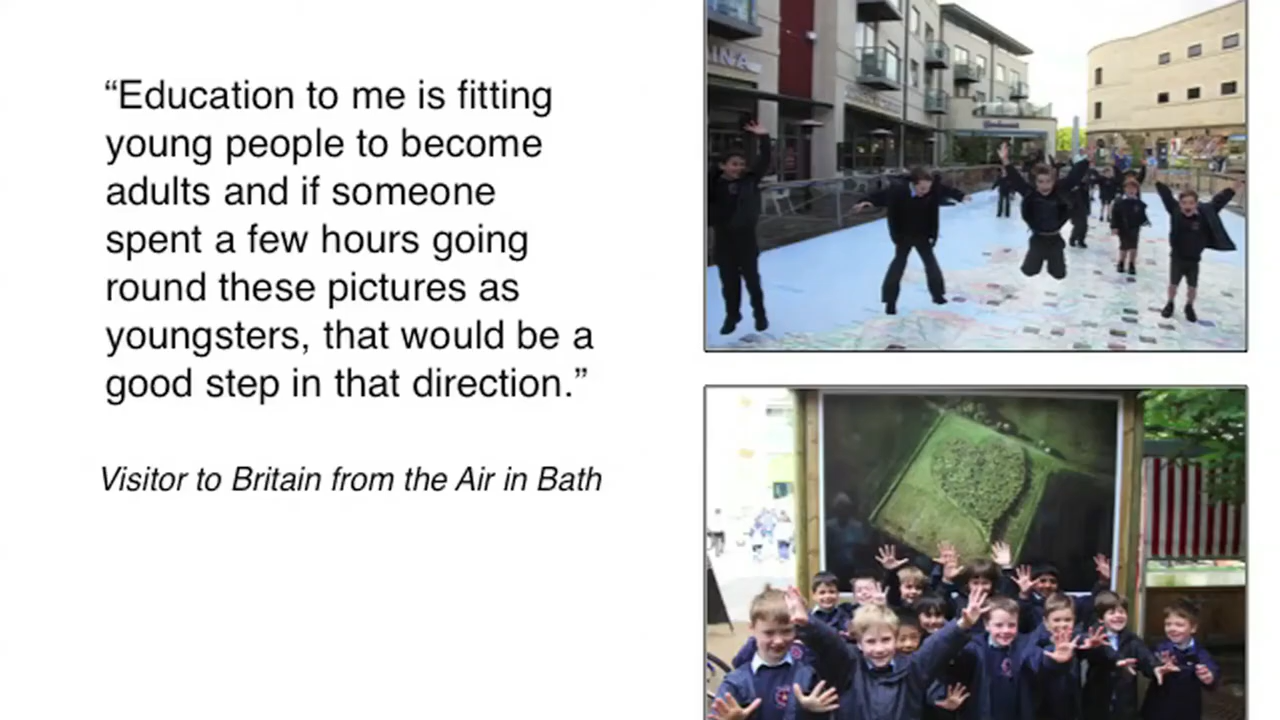 “Education to me is fitting
young people to become
adults and if someone
spent a few hours going
round these pictures as
youngsters, that would be a
good step in that direction.”
Visitor to Britain from the Air in Bath